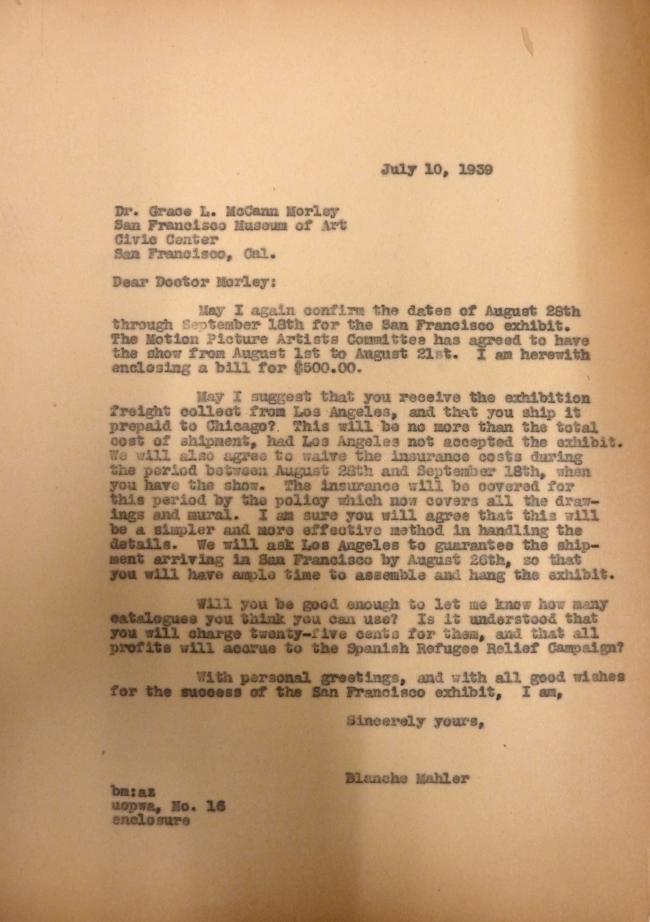 July 10, 1939
Dr. Grace L. McCann Morley
San Francisco Museum of Art
Civic Center
San Francisco, Cal.
Dear Doctor Morley:
May I again confirm the dates of August 28th
through September 18th for the San Francisco exhibit.
The Motion Picture Artists Committee has agreed to have
the show from August 1st to August 21st. I am herewith
enclosing a bill for $500.00.
May I suggest that you receive the exhibition
freight collect from Los Angeles, and that you ship it
prepaid to Chicago? This will be no more than the total
cost of shipment, had Los Angeles not accepted the exhibit.
We will also agree to waive the insurance costs during
the period between August 28th and September 18th, when
you have the show. The insurance will be covered for
this period by the policy which now covers all the draw-
ings and mural. I am sure you will agree that this will
be a simpler and more effective method in handling the
details. We will ask Los Angeles to guarantee the ship-
ment arriving in San Francisco by August 26th, so that
you will have ample time to assemble and hang the exhibit.
Will you be good enough to let me know how many
catalogues you think you can use? Is it understood that
you will charge twenty-five cents for them, and that all
profits will accrue to the Spanish Refugee Relief Campaign?
With personal greetings, and with all good wishes
for the success of the San Francisco exhibit, I am,
Sincerely yours,
Blanche Mahler
bm:az
uopwa, No. 16
enclosure